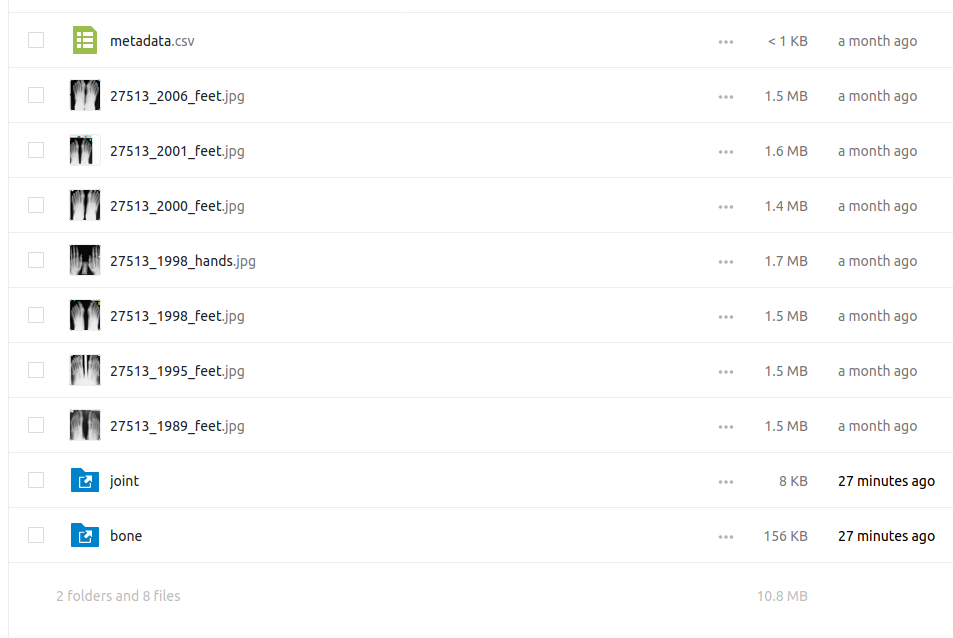 metadata.csv ••• < 1 KB a month ago
27513_2006_feet.jpg ••• 1.5 MB a month ago
27513_2001_feet.jpg ••• 1.6 MB a month ago
27513_2000_feet.jpg ••• 1.4 MB a month ago
27513_1998_hands.jpg ••• 1.7 MB a month ago
27513_1998_feet.jpg ••• 1.5 MB a month ago
27513_1995_feet.jpg ••• 1.5 MB a month ago
27513_1989_feet.jpg ••• 1.5 MB a month ago
joint ••• 8 KB 27 minutes ago
bone ••• 156 KB 27 minutes ago
2 folders and 8 files 10.8 MB